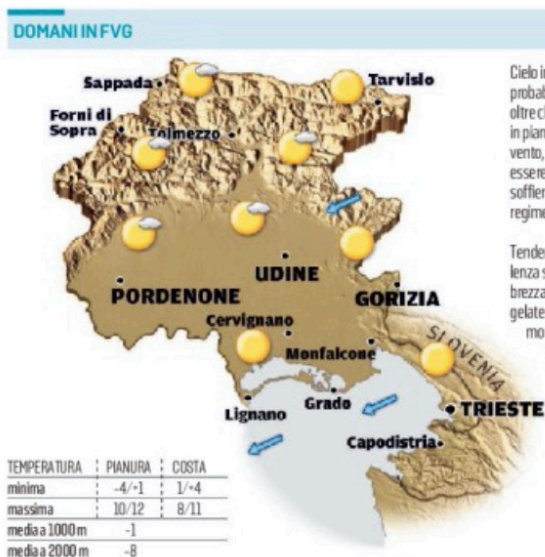 DOMANI IN FVG
Sappada
Tarvisio
Forni di
Sopra
Tolmezzo
UDINE
PORDENONE
GORIZIA
Cervignano
Monfalcone
SLOVENIA
Lignano
Grado
TRIESTE
Capodistria
Cielo in
probab
oltre c
in pian
vento,
essere
soffier
regime
Tende
lenza s
brezza
gelate
mo
TEMPERATURA PIANURA COSTA
minima -4/+1 1/+4
massima 10/12 8/11
media a 1000 m -1
media a 2000 m -8